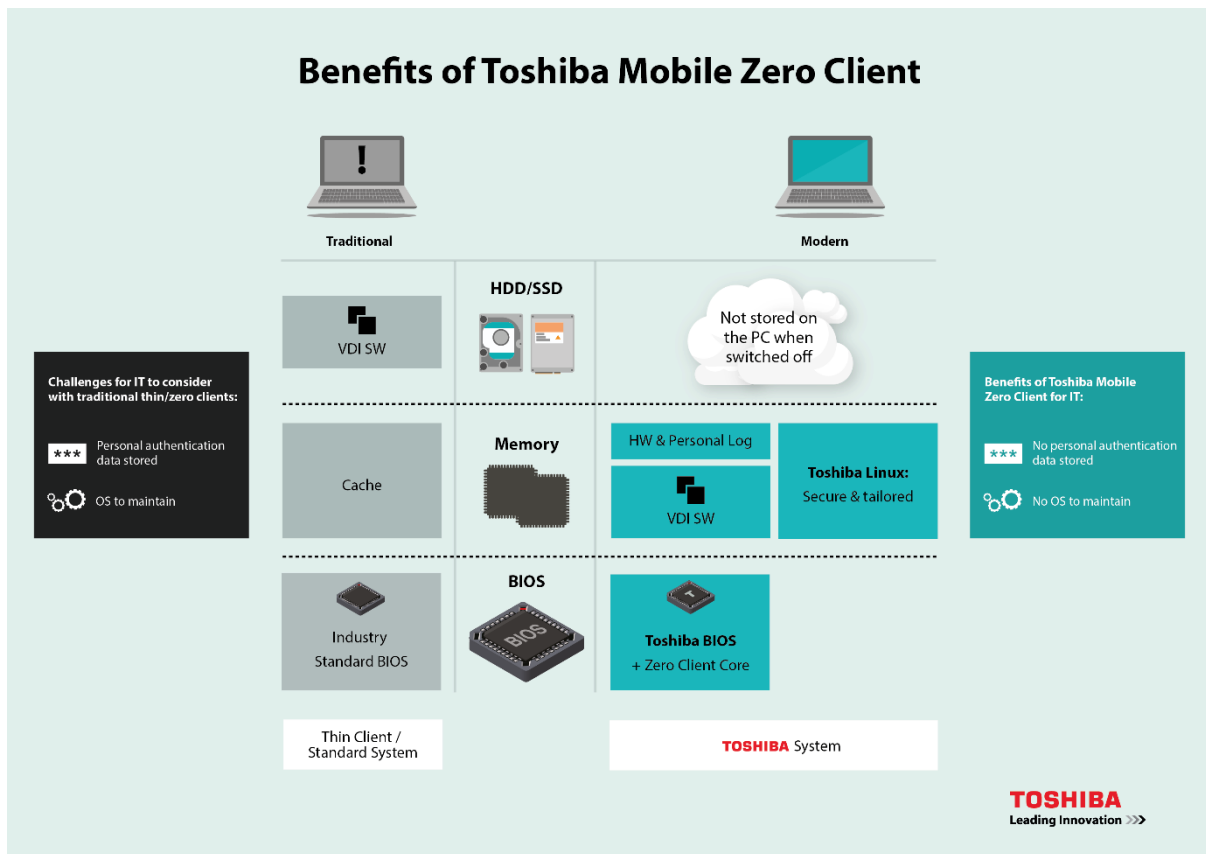 Benefits of Toshiba Mobile Zero Client
!
Traditional
Modern
HDD/SSD
VDI SW
Not stored on
the PC when
switched off
Challenges for IT to consider
with traditional thin/zero clients:
*** Personal authentication
data stored
OS to maintain
Memory
Cache
HW & Personal Log
VDI SW
Toshiba Linux:
Secure & tailored
Benefits of Toshiba Mobile
Zero Client for IT:
*** No personal authentication
data stored
No OS to maintain
BIOS
Industry
Standard BIOS
BIOS
T
Toshiba BIOS
+ Zero Client Core
Thin Client /
Standard System
TOSHIBA System
TOSHIBA
Leading Innovation >>>